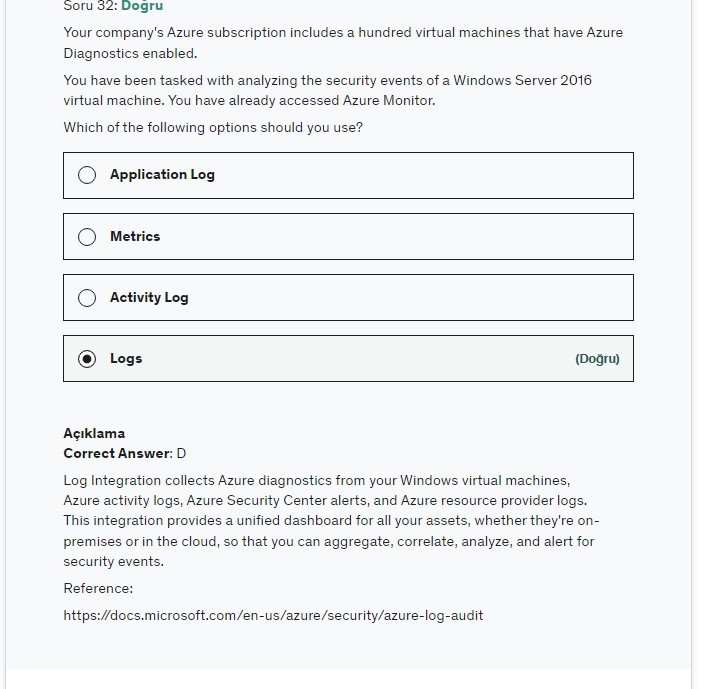 Soru 32: Doğru
Your company's Azure subscription includes a hundred virtual machines that have Azure
Diagnostics enabled.
You have been tasked with analyzing the security events of a Windows Server 2016
virtual machine. You have already accessed Azure Monitor.
Which of the following options should you use?
Application Log
Metrics
Activity Log
Logs (Doğru)
Açıklama
Correct Answer: D
Log Integration collects Azure diagnostics from your Windows virtual machines,
Azure activity logs, Azure Security Center alerts, and Azure resource provider logs.
This integration provides a unified dashboard for all your assets, whether they're on-
premises or in the cloud, so that you can aggregate, correlate, analyze, and alert for
security events.
Reference:
https://docs.microsoft.com/en-us/azure/security/azure-log-audit